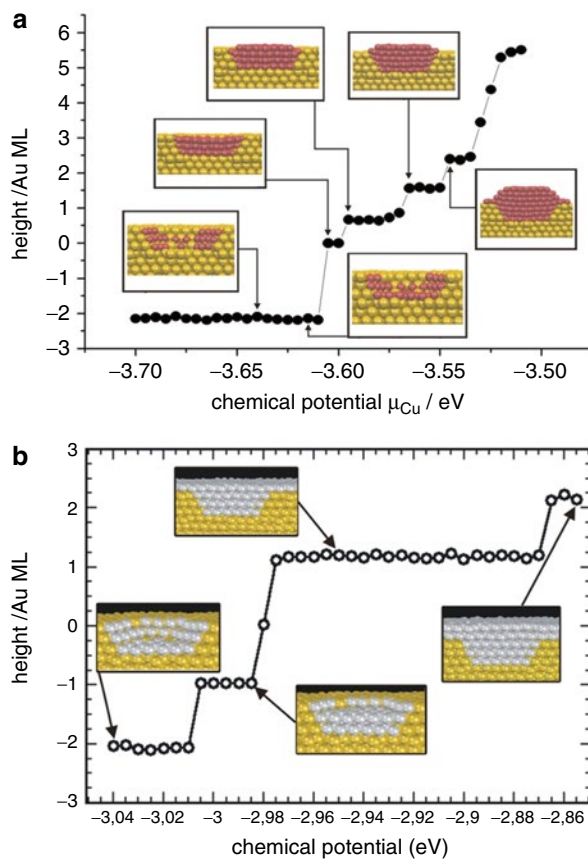 a
height /Au ML
6
5
4
3
2
1
0
−1
−2
−3
−3.70 −3.65 −3.60 −3.55 −3.50
chemical potential μCu / eV
b
height /Au ML
3
2
1
0
−1
−2
−3
−3,04 −3,02 −3 −2,98 −2,96 −2,94 −2,92 −2,9 −2,88 −2,86
chemical potential (eV)